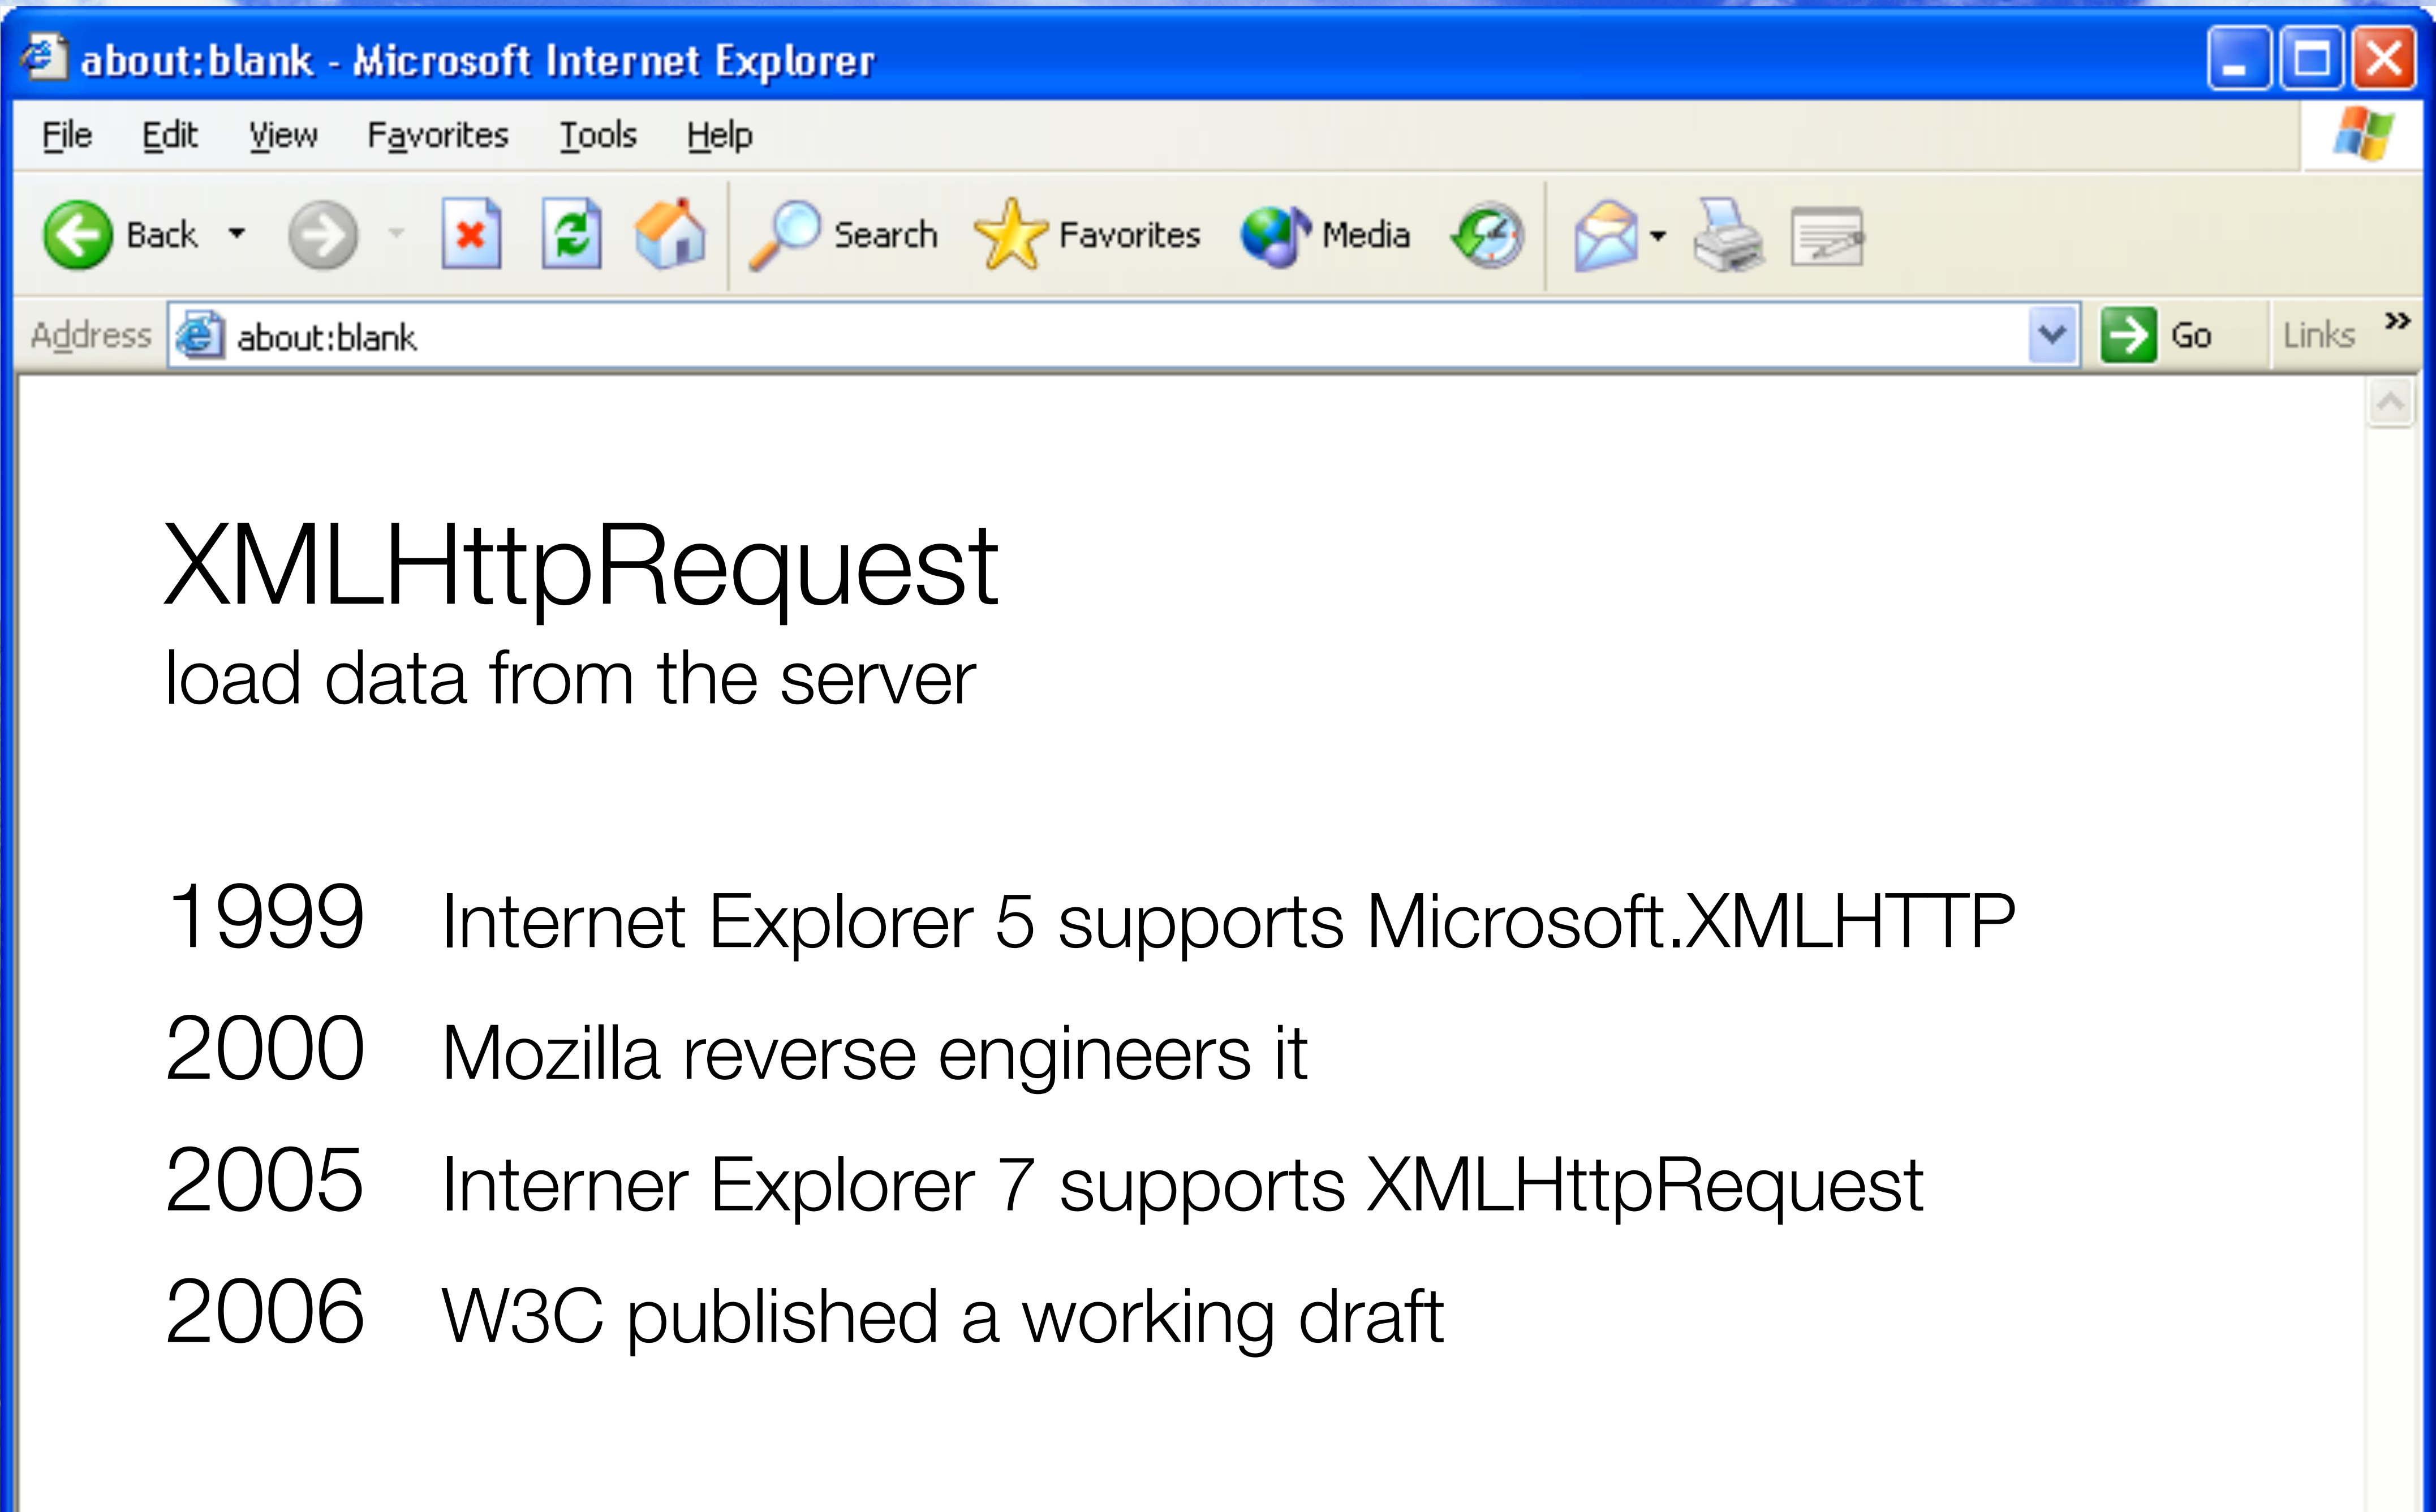 about:blank - Microsoft Internet Explorer
File Edit View Favorites Tools Help
Back Search Favorites Media
Address about:blank Go Links »
XMLHttpRequest
load data from the server
1999 Internet Explorer 5 supports Microsoft.XMLHTTP
2000 Mozilla reverse engineers it
2005 Interner Explorer 7 supports XMLHttpRequest
2006 W3C published a working draft